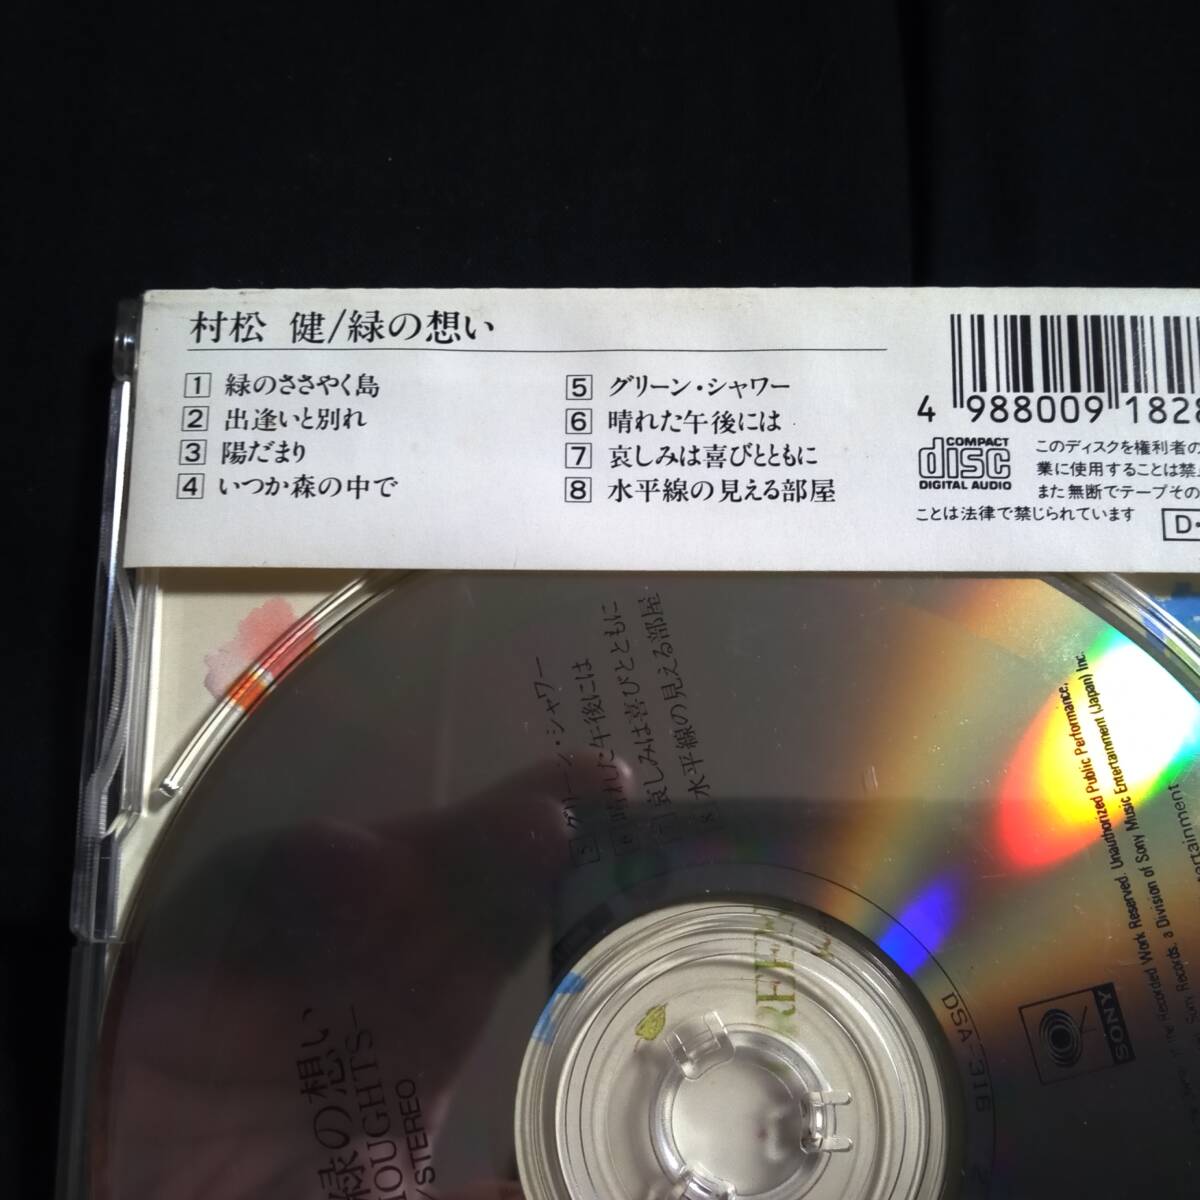 村松 健/緑の想い
1 緑のささやく島
2 出逢いと別れ
3 陽だまり
4 いつか森の中で
5 グリーン・シャワー
6 晴れた午後には
7 哀しみは喜びとともに
8 水平線の見える部屋
4 988009 1828
COMPACT
disc
DIGITAL AUDIO
このディスクを権利者の
業に使用することは禁止
また無断でテープその
ことは法律で禁じられています
D-
5 グリーン・シャワー
6 晴れた午後には
7 哀しみは喜びとともに
8 水平線の見える部屋
Recorded Work Reserved. Unauthorized Public Performance,
Sony Records, a Division of Sony Music Entertainment (Japan) Inc.
SONY
DSA-316
緑の想い
HOUGHTS-
/STEREO